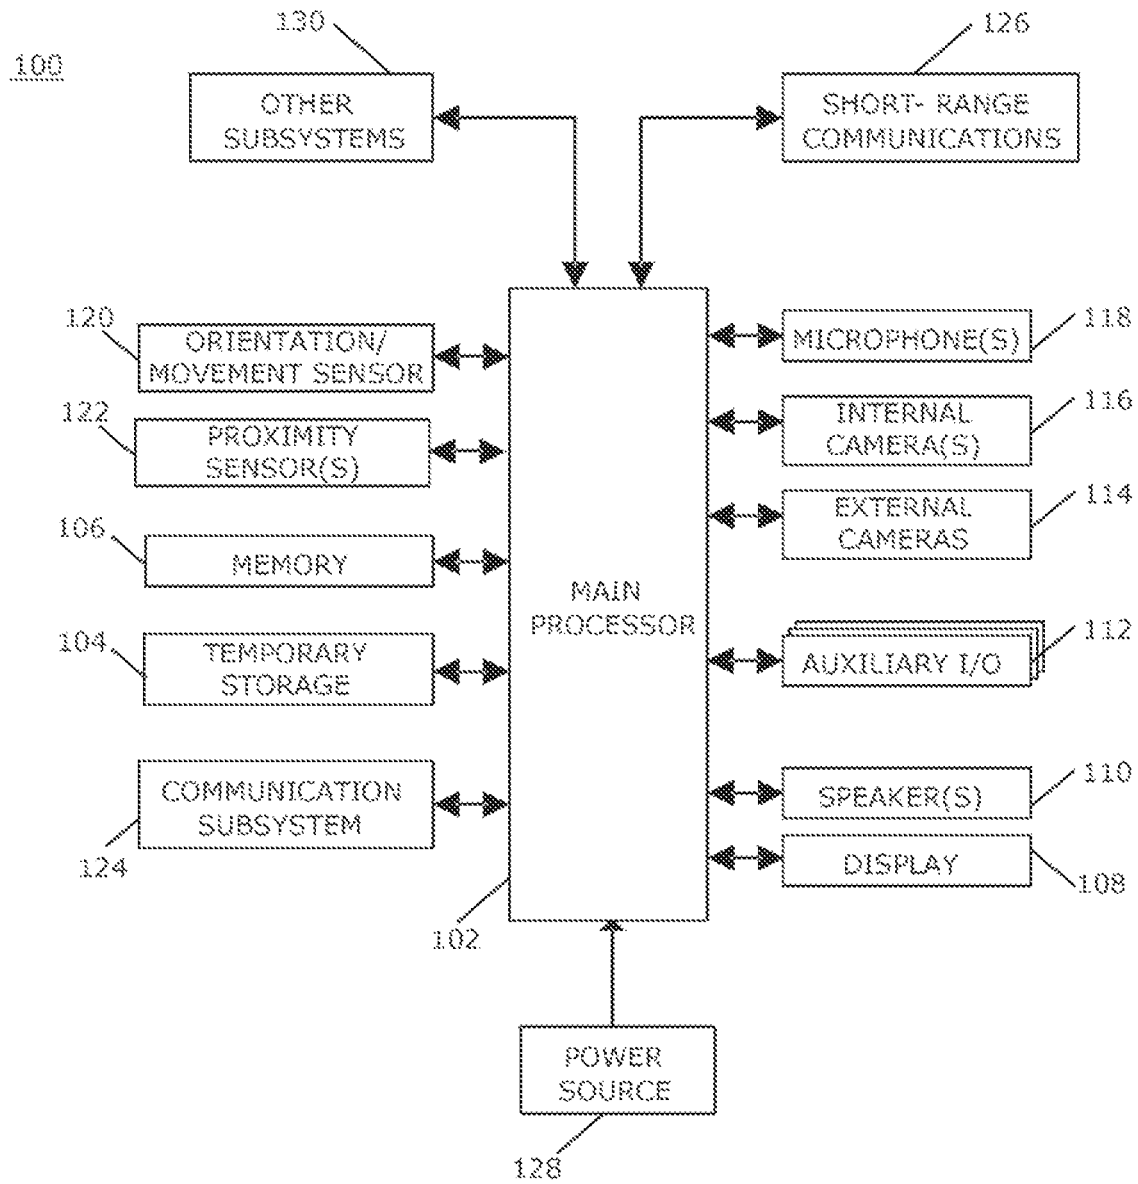 100
130
OTHER
SUBSYSTEMS
126
SHORT- RANGE
COMMUNICATIONS
120
ORIENTATION/
MOVEMENT SENSOR
122
PROXIMITY
SENSOR(S)
106
MEMORY
104
TEMPORARY
STORAGE
COMMUNICATION
SUBSYSTEM
124
MAIN
PROCESSOR
102
MICROPHONE(S)
118
INTERNAL
CAMERA(S)
116
EXTERNAL
CAMERAS
114
AUXILIARY I/O
112
SPEAKER(S)
110
DISPLAY
108
POWER
SOURCE
128